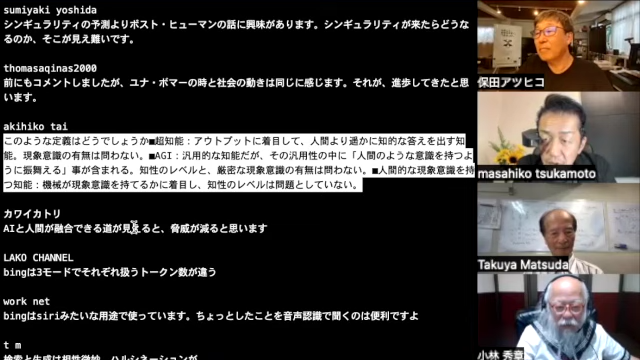 sumiyaki yoshida
シンギュラリティの予測よりポスト・ヒューマンの話に興味があります。シンギュラリティが来たらどうな
るのか、そこが見え難いです。
thomasaqinas2000
前にもコメントしましたが、ユナ・ボマーの時と社会の動きは同じに感じます。それが、進歩してきたと思
います。
akihiko tai
このような定義はどうでしょうか■超知能：アウトプットに着目して、人間より遥かに知的な答えを出す知
能。現象意識の有無は問わない。■AGI：汎用的な知能だが、その汎用性の中に「人間のような意識を持つよ
うに振舞える」事が含まれる。知性のレベルと、厳密な現象意識の有無は問わない。■人間的な現象意識を持
つ知能：機械が現象意識を持てるかに着目し、知性のレベルは問題としていない。
カワイカトリ
AIと人間が融合できる道が見えると、脅威が減ると思います
LAKO CHANNEL
bingは3モードでそれぞれ扱うトークン数が違う
work net
bingはsiriみたいな用途で使っています。ちょっとしたことを音声認識で聞くのは便利ですよ
t m
保田アツヒコ
masahiko tsukamoto
Takuya Matsuda
小林 秀章